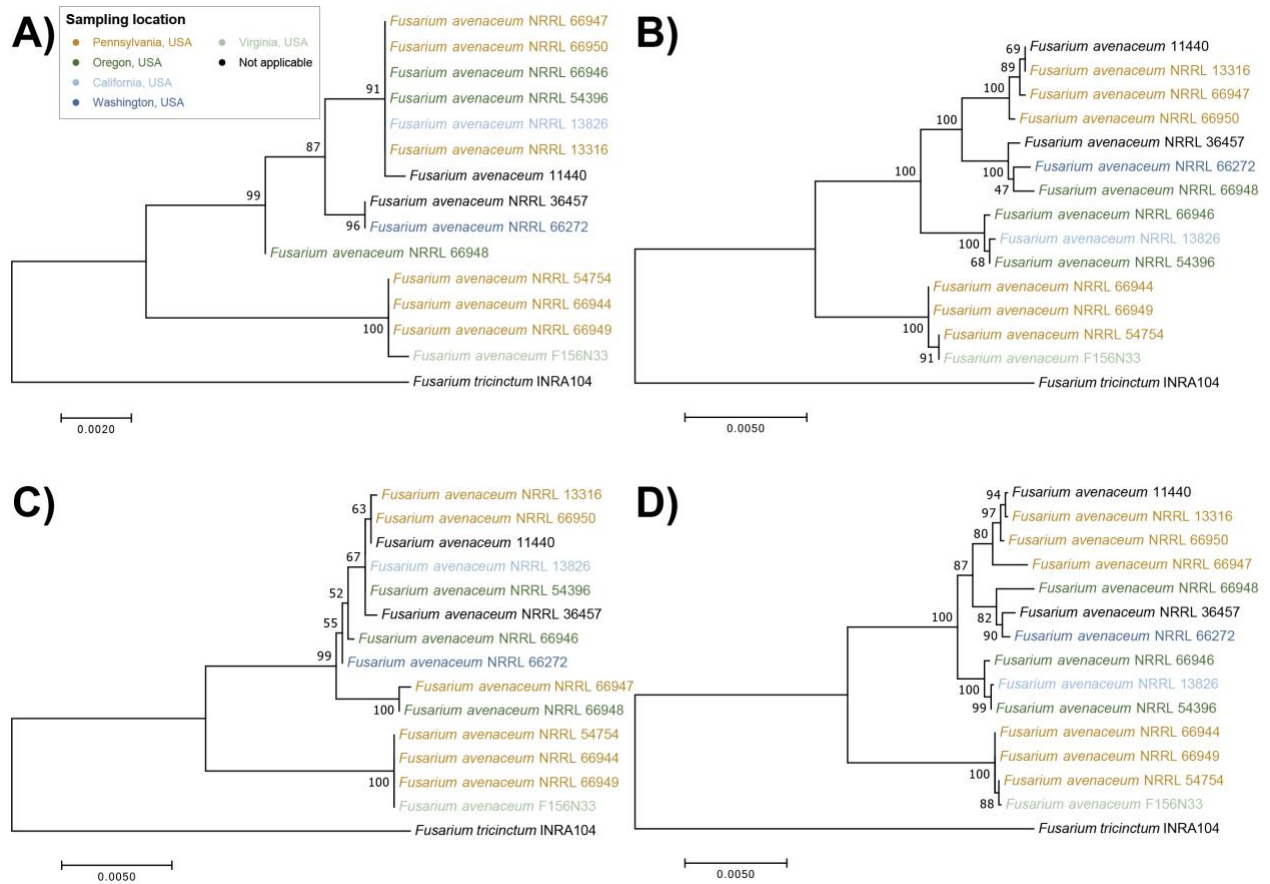 A)
Sampling location
Pennsylvania, USA
Oregon, USA
California, USA
Washington, USA
Virginia, USA
Not applicable
Fusarium avenaceum NRRL 66947
Fusarium avenaceum NRRL 66950
Fusarium avenaceum NRRL 66946
91
Fusarium avenaceum NRRL 54396
Fusarium avenaceum NRRL 13826
87
Fusarium avenaceum NRRL 13316
Fusarium avenaceum 11440
99
Fusarium avenaceum NRRL 36457
96
Fusarium avenaceum NRRL 66272
Fusarium avenaceum NRRL 66948
Fusarium avenaceum NRRL 54754
Fusarium avenaceum NRRL 66944
100
Fusarium avenaceum NRRL 66949
Fusarium avenaceum F156N33
Fusarium tricinctum INRA104
0.0020
B)
69
Fusarium avenaceum 11440
89
Fusarium avenaceum NRRL 13316
100
Fusarium avenaceum NRRL 66947
100
Fusarium avenaceum NRRL 66950
Fusarium avenaceum NRRL 36457
100
100
Fusarium avenaceum NRRL 66272
47
Fusarium avenaceum NRRL 66948
Fusarium avenaceum NRRL 66946
100
Fusarium avenaceum NRRL 13826
68
Fusarium avenaceum NRRL 54396
Fusarium avenaceum NRRL 66944
Fusarium avenaceum NRRL 66949
100
Fusarium avenaceum NRRL 54754
91
Fusarium avenaceum F156N33
Fusarium tricinctum INRA104
0.0050
C)
Fusarium avenaceum NRRL 13316
63
Fusarium avenaceum NRRL 66950
Fusarium avenaceum 11440
67
Fusarium avenaceum NRRL 13826
52
Fusarium avenaceum NRRL 54396
Fusarium avenaceum NRRL 36457
55
Fusarium avenaceum NRRL 66946
99
Fusarium avenaceum NRRL 66272
Fusarium avenaceum NRRL 66947
100
Fusarium avenaceum NRRL 66948
Fusarium avenaceum NRRL 54754
Fusarium avenaceum NRRL 66944
100
Fusarium avenaceum NRRL 66949
Fusarium avenaceum F156N33
Fusarium tricinctum INRA104
0.0050
D)
94
Fusarium avenaceum 11440
97
Fusarium avenaceum NRRL 13316
80
Fusarium avenaceum NRRL 66950
87
Fusarium avenaceum NRRL 66947
Fusarium avenaceum NRRL 66948
100
82
Fusarium avenaceum NRRL 36457
90
Fusarium avenaceum NRRL 66272
Fusarium avenaceum NRRL 66946
100
Fusarium avenaceum NRRL 13826
99
Fusarium avenaceum NRRL 54396
Fusarium avenaceum NRRL 66944
Fusarium avenaceum NRRL 66949
100
Fusarium avenaceum NRRL 54754
88
Fusarium avenaceum F156N33
Fusarium tricinctum INRA104
0.0050